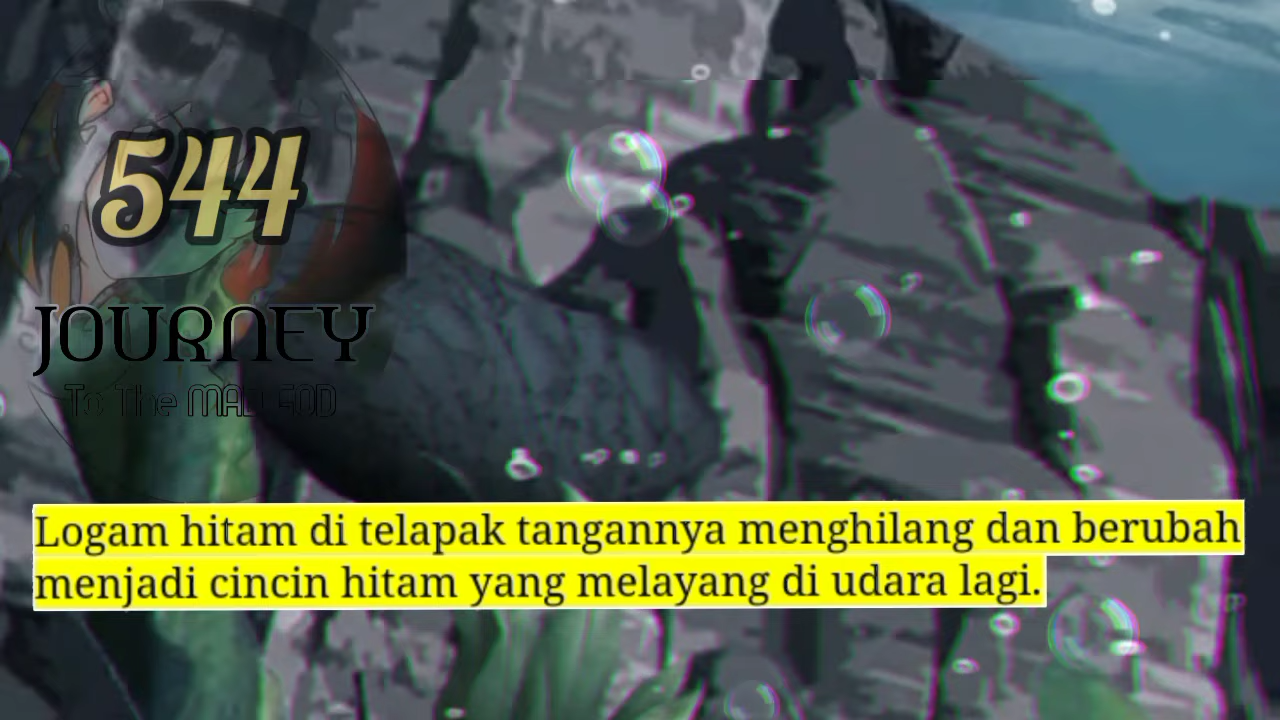 544
JOURNEY
To The MAD GOD
Logam hitam di telapak tangannya menghilang dan berubah
menjadi cincin hitam yang melayang di udara lagi.